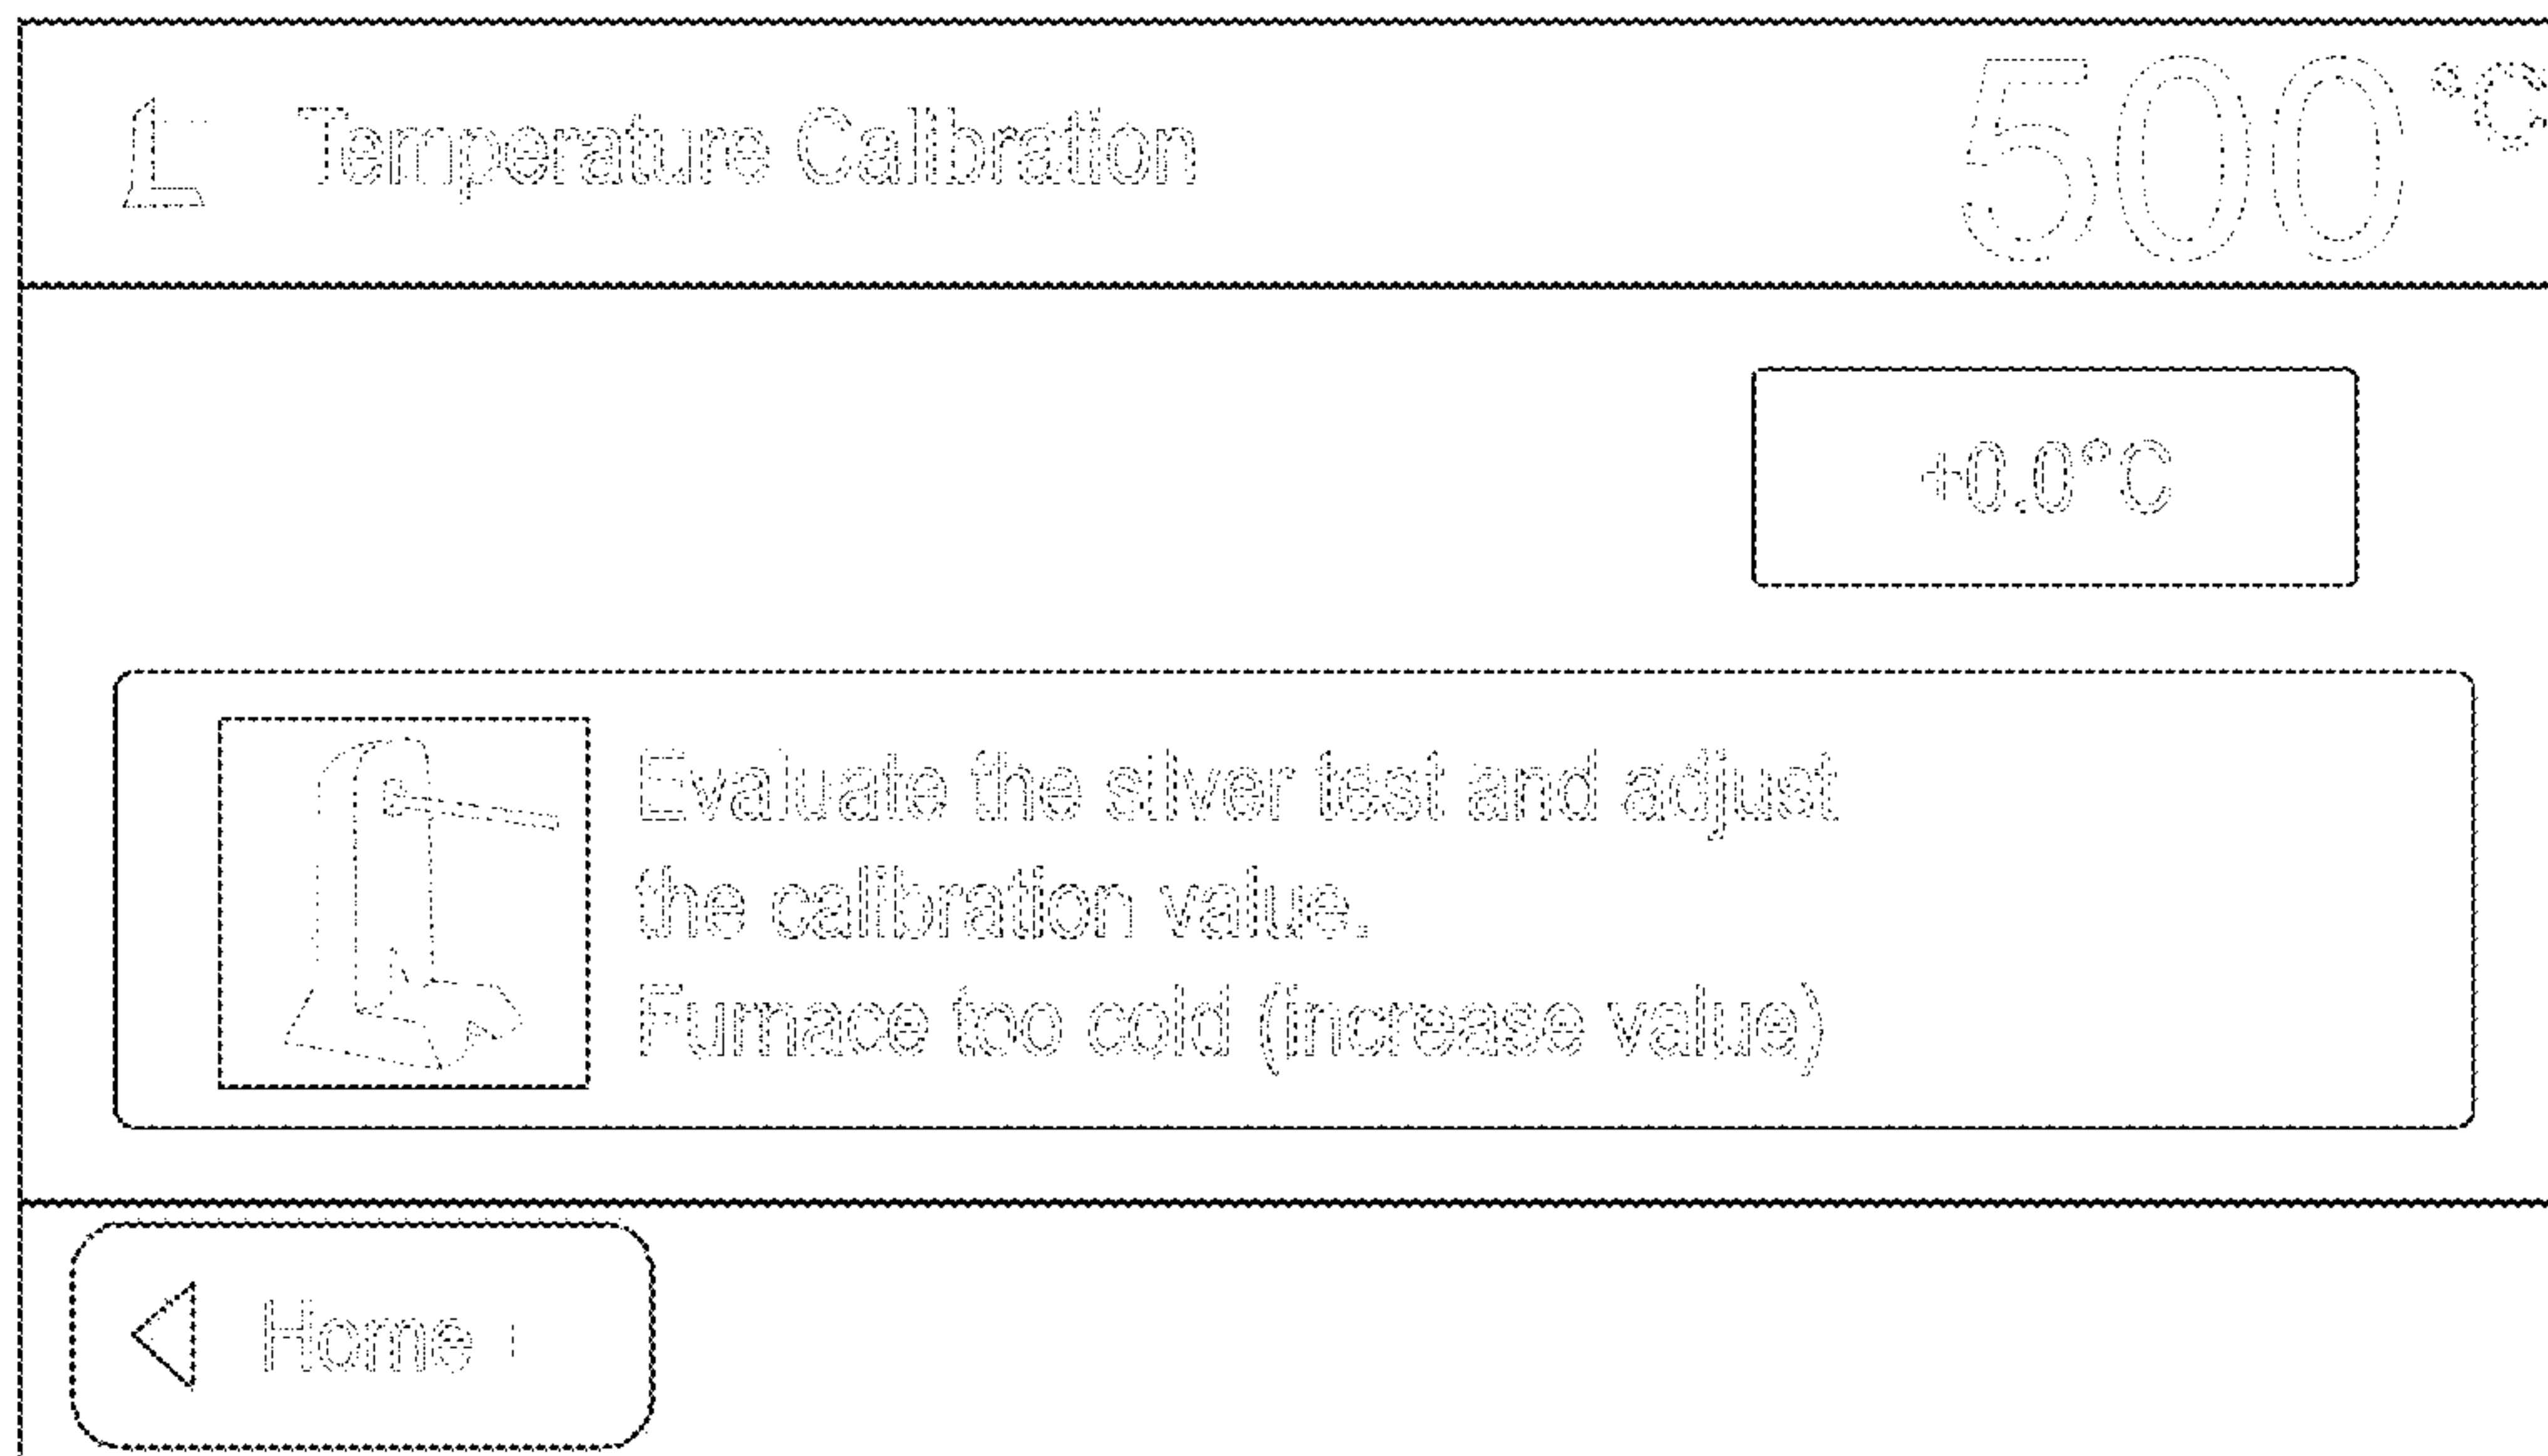 Temperature Calibration
500 °C
+0.0°C
Evaluate the silver test and adjust
the calibration value.
Furnace too cold (increase value)
Home